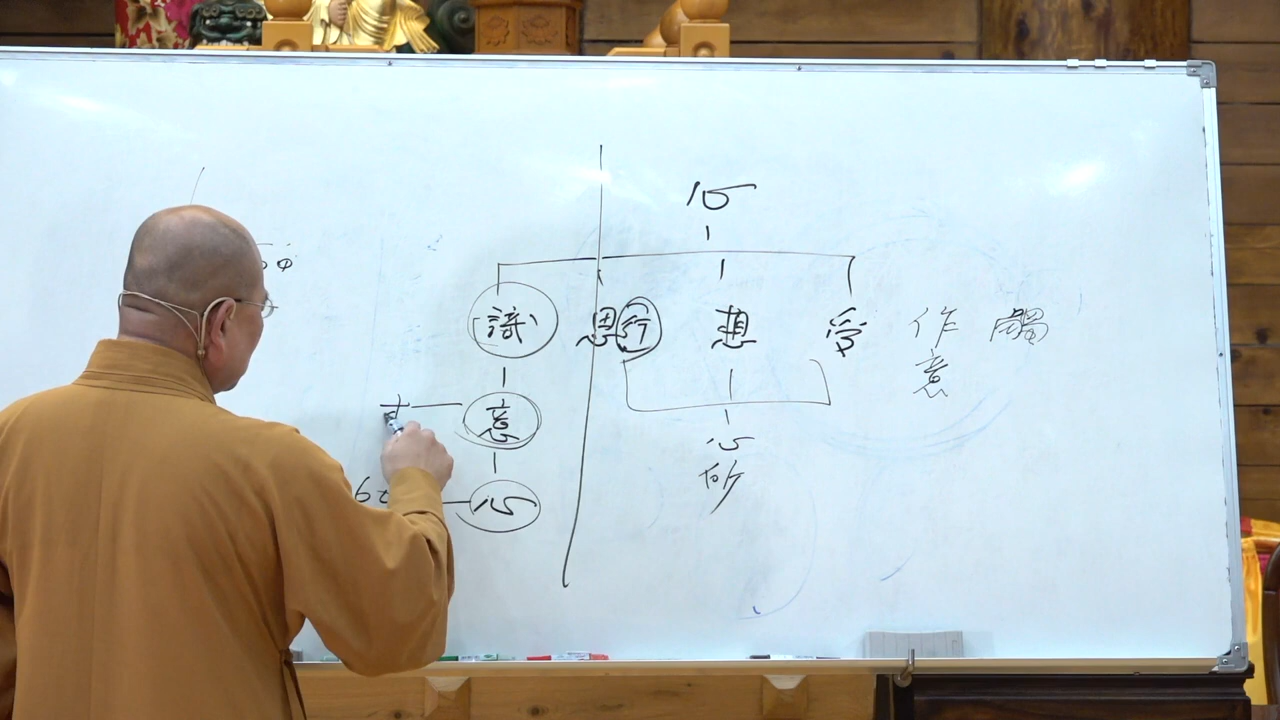 心
識 思 行 想 受 作意 觸
意
心
心所